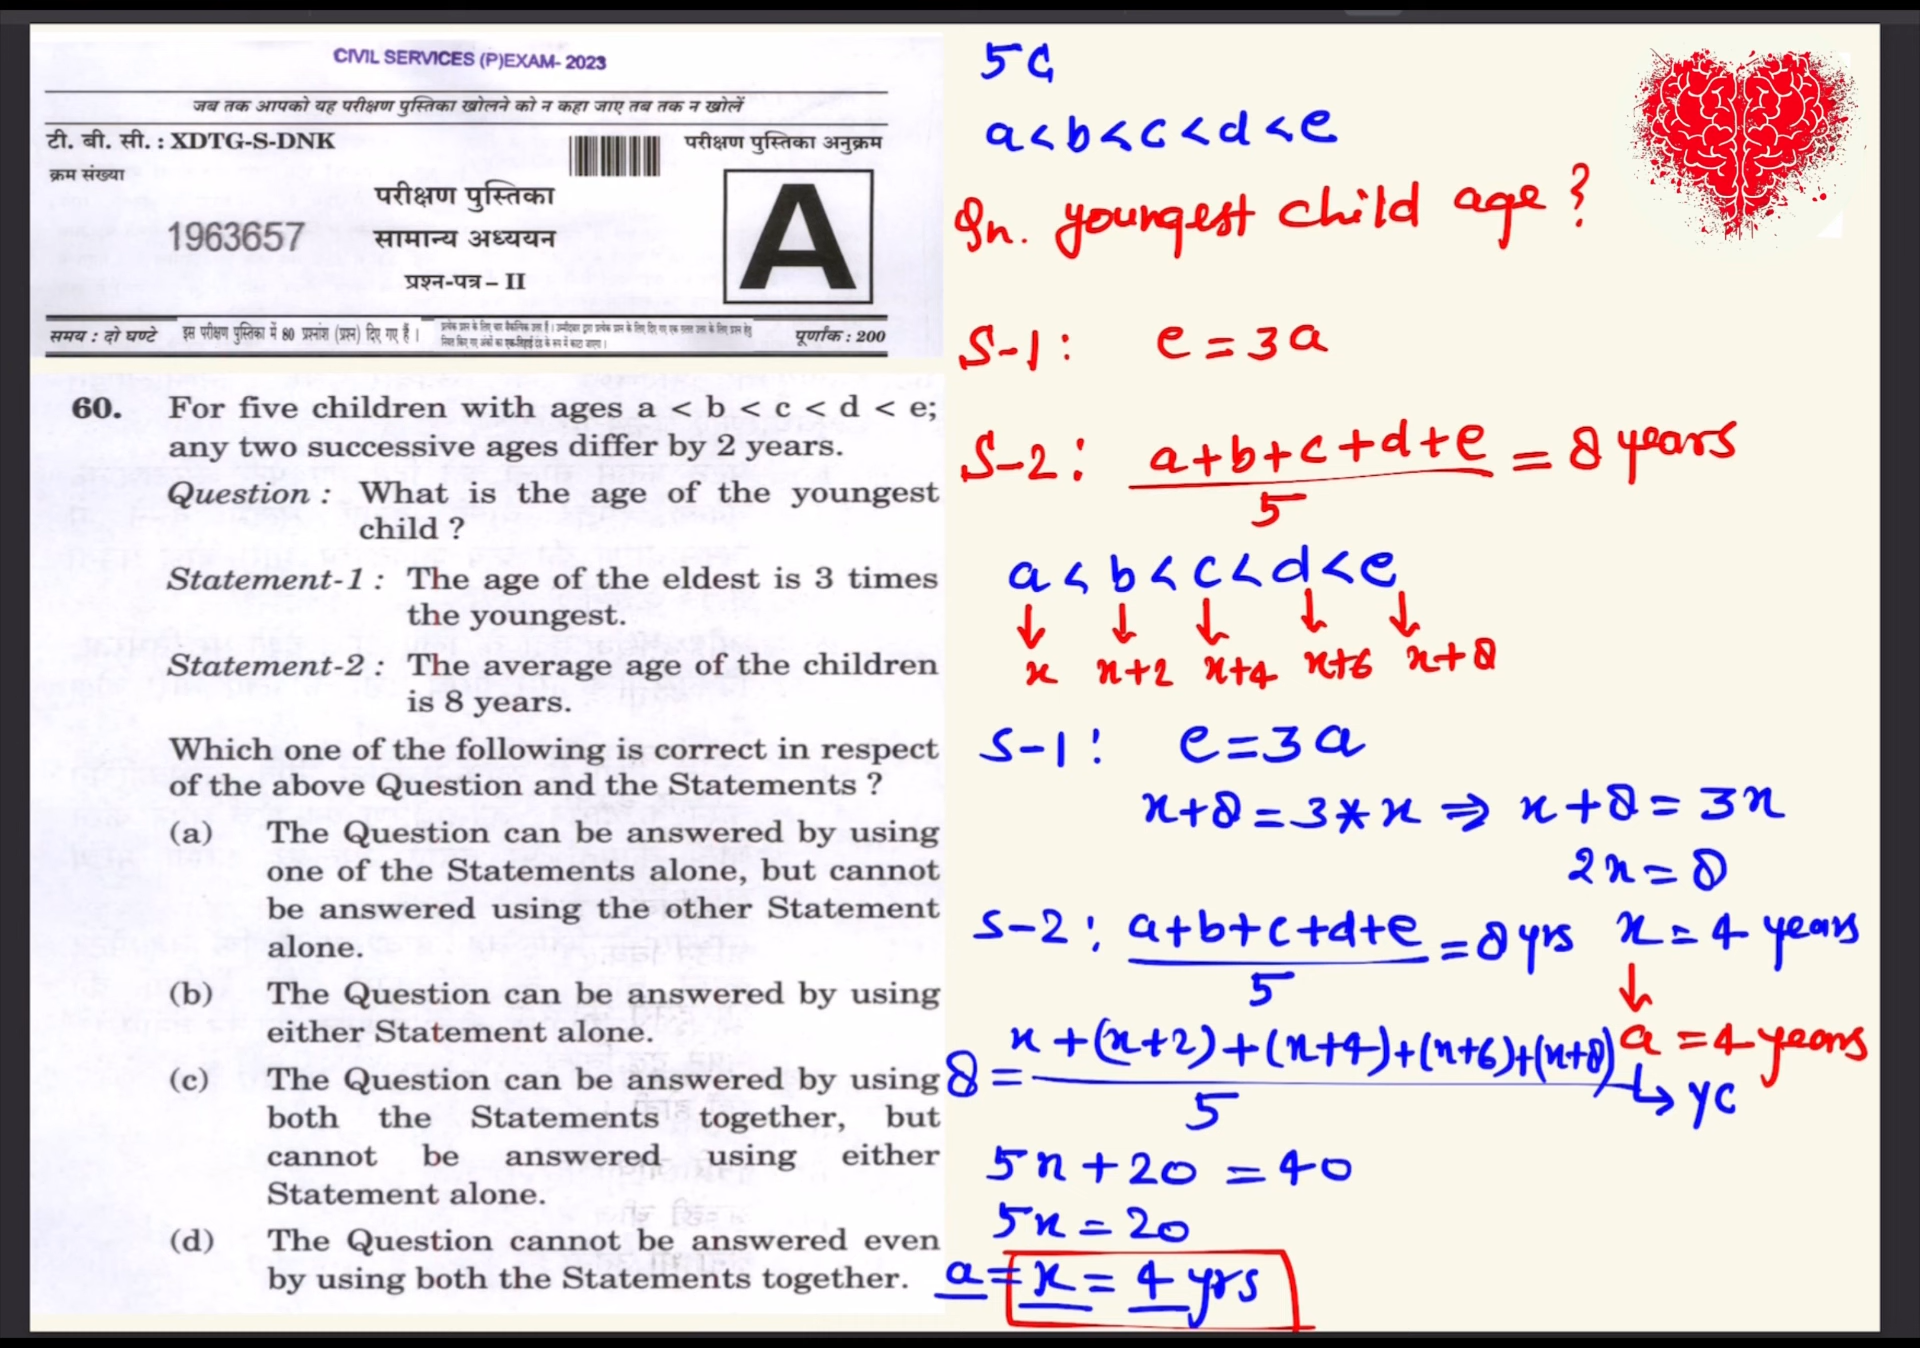 CIVIL SERVICES (P)EXAM- 2023
जब तक आपको यह परीक्षण पुस्तिका खोलने को न कहा जाए तब तक न खोलें
टी. बी. सी. : XDTG-S-DNK
परीक्षण पुस्तिका अनुक्रम
क्रम संख्या
परीक्षण पुस्तिका
1963657
सामान्य अध्ययन
A
प्रश्न-पत्र – II
समय : दो घण्टे
इस परीक्षण पुस्तिका में 80 प्रश्नांश (प्रश्न) दिए गए हैं ।
पूर्णांक : 200
60. For five children with ages a < b < c < d < e;
any two successive ages differ by 2 years.
Question : What is the age of the youngest
child ?
Statement-1 : The age of the eldest is 3 times
the youngest.
Statement-2 : The average age of the children
is 8 years.
Which one of the following is correct in respect
of the above Question and the Statements ?
(a) The Question can be answered by using
one of the Statements alone, but cannot
be answered using the other Statement
alone.
(b) The Question can be answered by using
either Statement alone.
(c) The Question can be answered by using
both the Statements together, but
cannot be answered using either
Statement alone.
(d) The Question cannot be answered even
by using both the Statements together.
5C
a < b < c < d < e
Qn. youngest child age ?
S-1 : e = 3a
S-2 : a+b+c+d+e = 8 years
5
a < b < c < d < e
↓ ↓ ↓ ↓ ↓
x x+2 x+4 x+6 x+8
S-1 : e = 3a
x+8 = 3*x ⇒ x+8 = 3x
2x = 8
S-2 : a+b+c+d+e = 8 yrs x = 4 years
5 ↓
8 = x+(x+2)+(x+4)+(x+6)+(x+8) a = 4 years
5 ↳ YC
5x + 20 = 40
5x = 20
a = x = 4 yrs